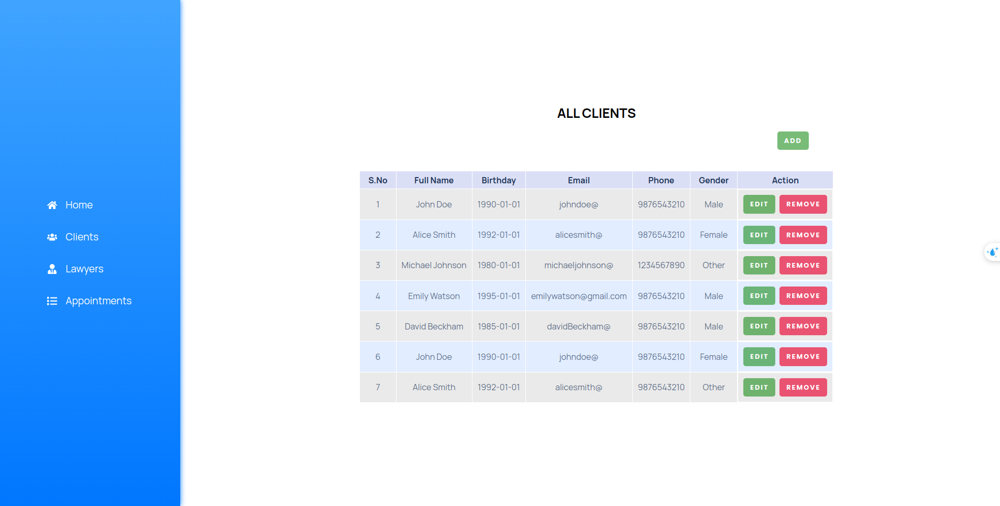 Home
Clients
Lawyers
Appointments
ALL CLIENTS
ADD
S.No Full Name Birthday Email Phone Gender Action
1 John Doe 1990-01-01 johndoe@ 9876543210 Male EDIT REMOVE
2 Alice Smith 1992-01-01 alicesmith@ 9876543210 Female EDIT REMOVE
3 Michael Johnson 1980-01-01 michaeljohnson@ 1234567890 Other EDIT REMOVE
4 Emily Watson 1995-01-01 emilywatson@gmail.com 9876543210 Male EDIT REMOVE
5 David Beckham 1985-01-01 davidBeckham@ 9876543210 Male EDIT REMOVE
6 John Doe 1990-01-01 johndoe@ 9876543210 Female EDIT REMOVE
7 Alice Smith 1992-01-01 alicesmith@ 9876543210 Other EDIT REMOVE